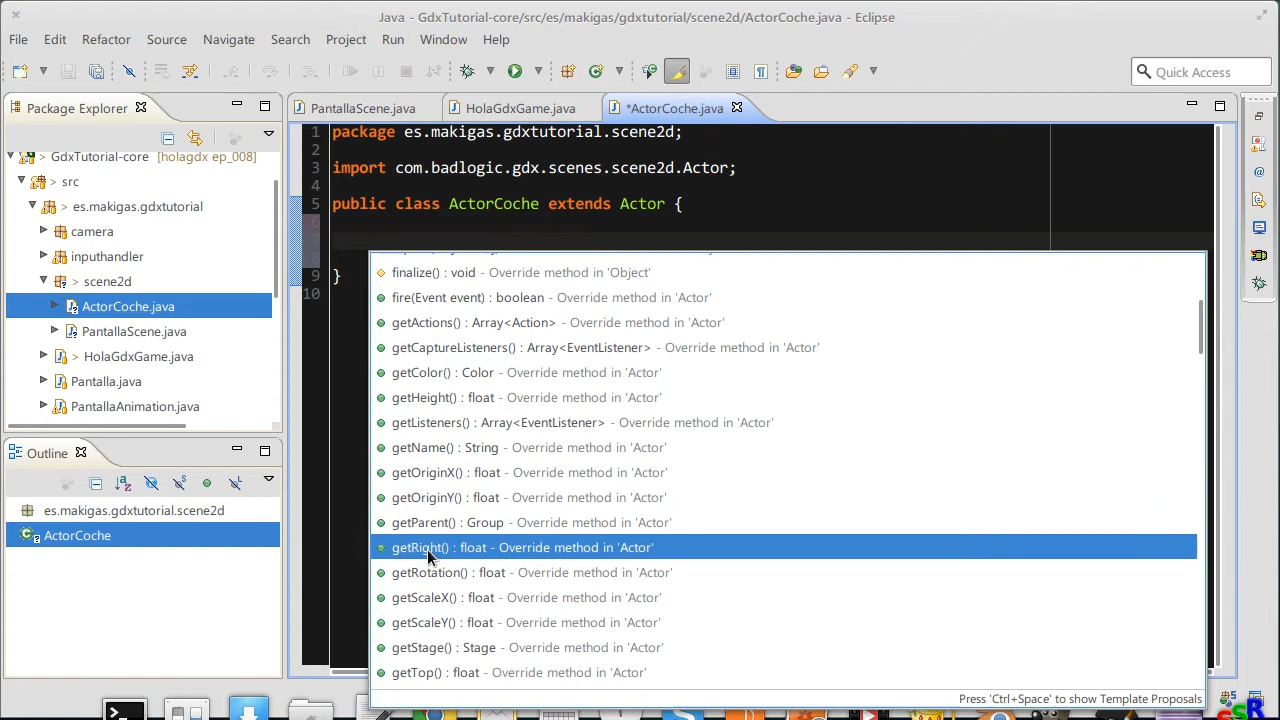 Java - GdxTutorial-core/src/es/makigas/gdxtutorial/scene2d/ActorCoche.java - Eclipse
File Edit Refactor Source Navigate Search Project Run Window Help
Quick Access
Package Explorer
PantallaScene.java HolaGdxGame.java *ActorCoche.java
GdxTutorial-core [holagdx ep_008]
> src
> es.makigas.gdxtutorial
camera
inputhandler
> scene2d
ActorCoche.java
PantallaScene.java
> HolaGdxGame.java
Pantalla.java
PantallaAnimation.java
Outline
es.makigas.gdxtutorial.scene2d
ActorCoche
1 package es.makigas.gdxtutorial.scene2d;
2
3 import com.badlogic.gdx.scenes.scene2d.Actor;
4
5 public class ActorCoche extends Actor {
6
7
9 }
10
finalize() : void - Override method in 'Object'
fire(Event event) : boolean - Override method in 'Actor'
getActions() : Array<Action> - Override method in 'Actor'
getCaptureListeners() : Array<EventListener> - Override method in 'Actor'
getColor() : Color - Override method in 'Actor'
getHeight() : float - Override method in 'Actor'
getListeners() : Array<EventListener> - Override method in 'Actor'
getName() : String - Override method in 'Actor'
getOriginX() : float - Override method in 'Actor'
getOriginY() : float - Override method in 'Actor'
getParent() : Group - Override method in 'Actor'
getRight() : float - Override method in 'Actor'
getRotation() : float - Override method in 'Actor'
getScaleX() : float - Override method in 'Actor'
getScaleY() : float - Override method in 'Actor'
getStage() : Stage - Override method in 'Actor'
getTop() : float - Override method in 'Actor'
Press 'Ctrl+Space' to show Template Proposals